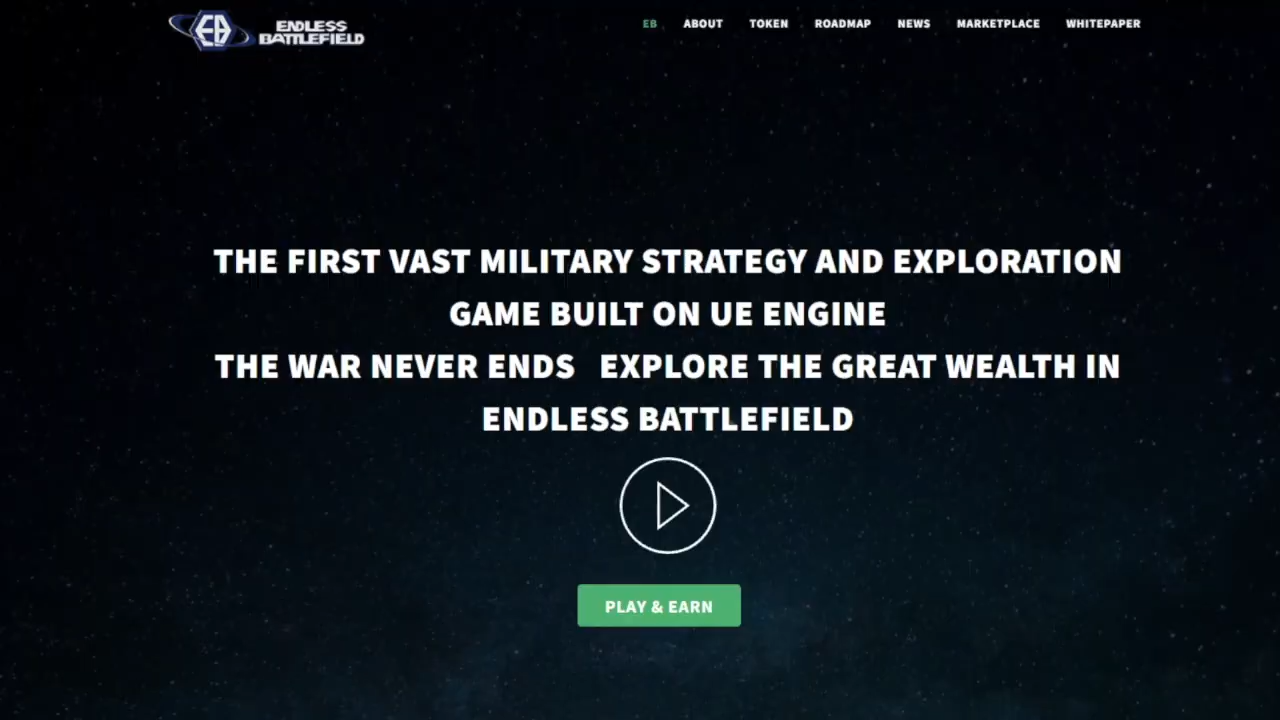 EB
ENDLESS
BATTLEFIELD
EB ABOUT TOKEN ROADMAP NEWS MARKETPLACE WHITEPAPER
THE FIRST VAST MILITARY STRATEGY AND EXPLORATION
GAME BUILT ON UE ENGINE
THE WAR NEVER ENDS EXPLORE THE GREAT WEALTH IN
ENDLESS BATTLEFIELD
PLAY & EARN